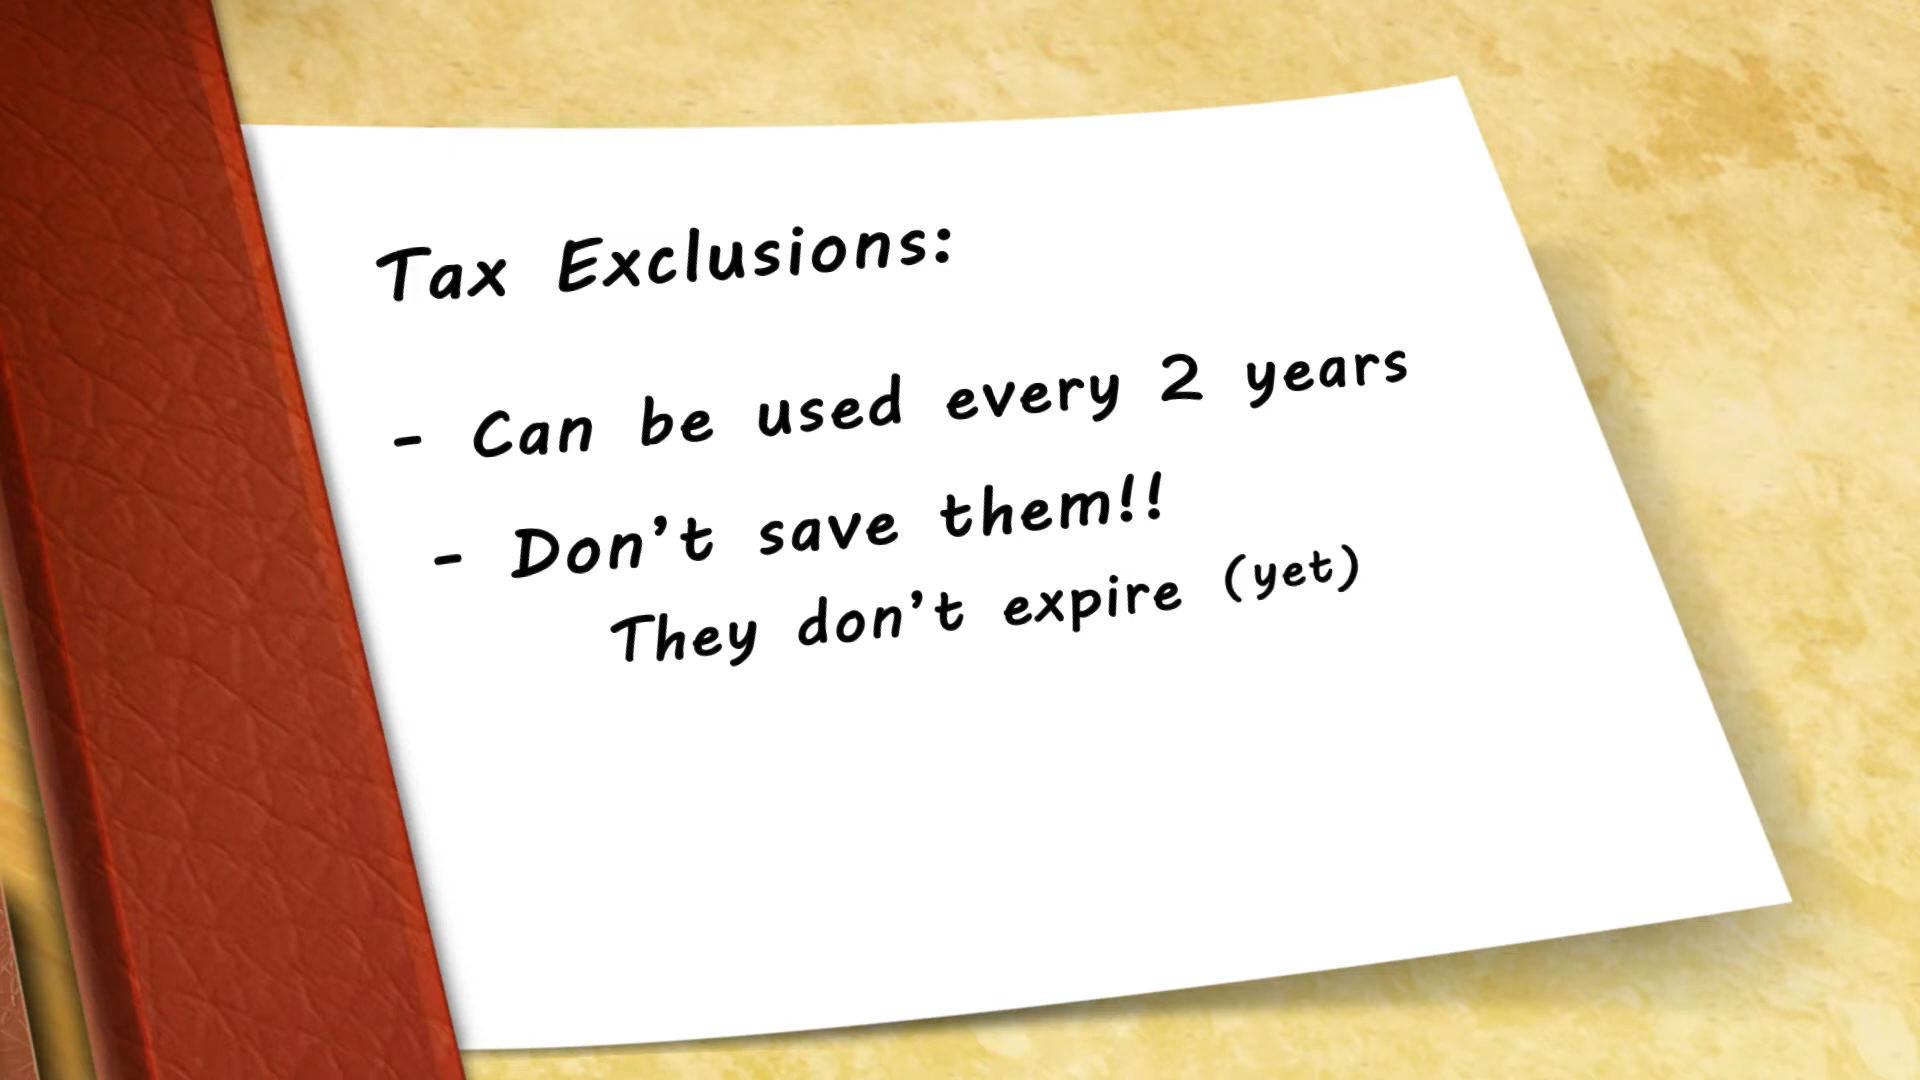 Tax Exclusions:
- Can be used every 2 years
- Don't save them!!
They don't expire (yet)